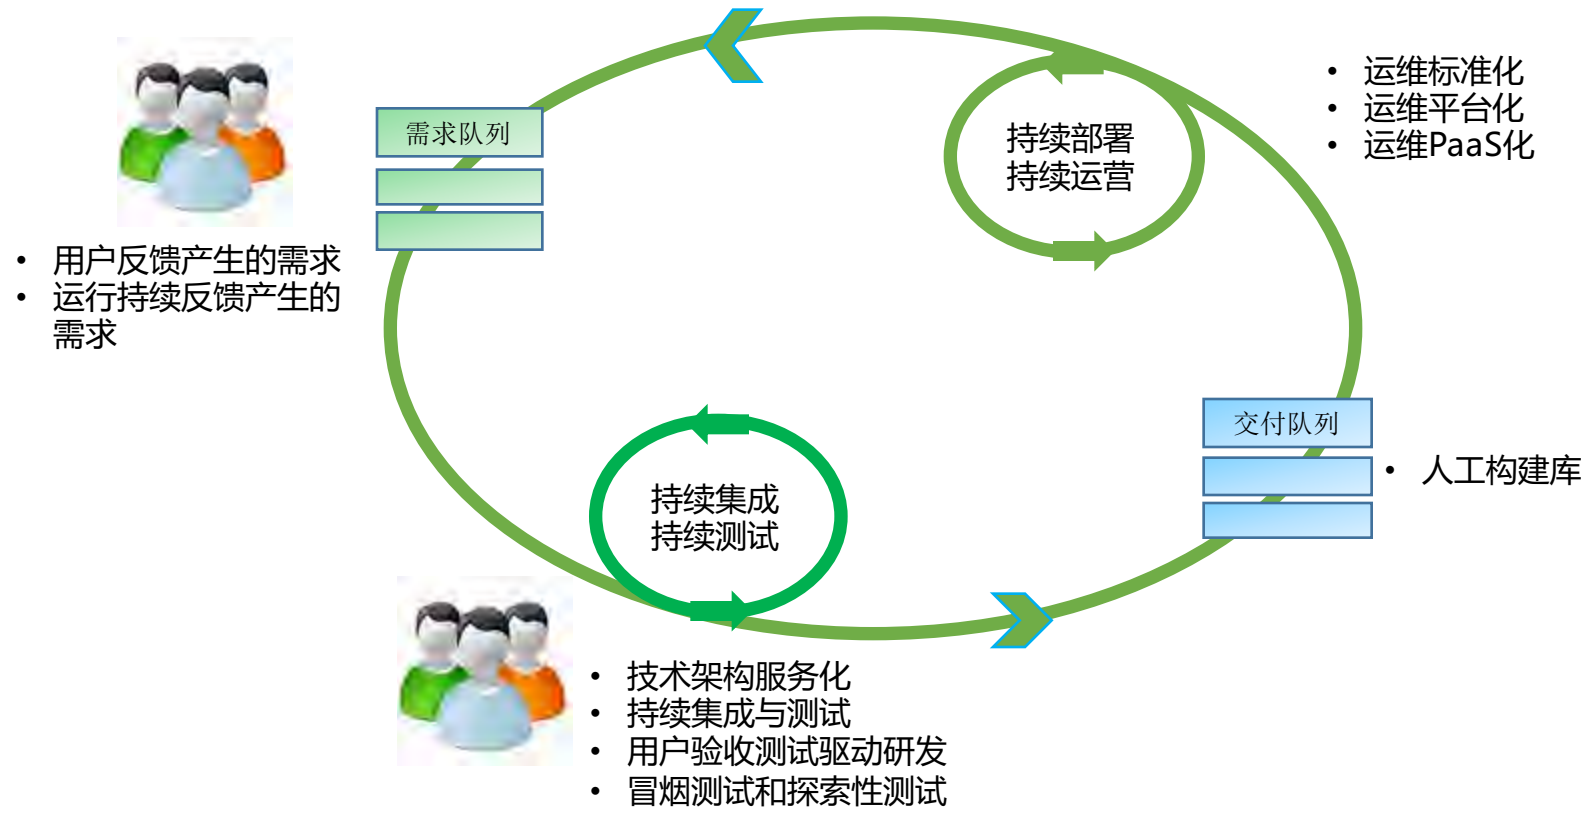 需求队列
• 用户反馈产生的需求
• 运行持续反馈产生的
需求
持续部署
持续运营
• 运维标准化
• 运维平台化
• 运维PaaS化
交付队列
• 人工构建库
持续集成
持续测试
• 技术架构服务化
• 持续集成与测试
• 用户验收测试驱动研发
• 冒烟测试和探索性测试